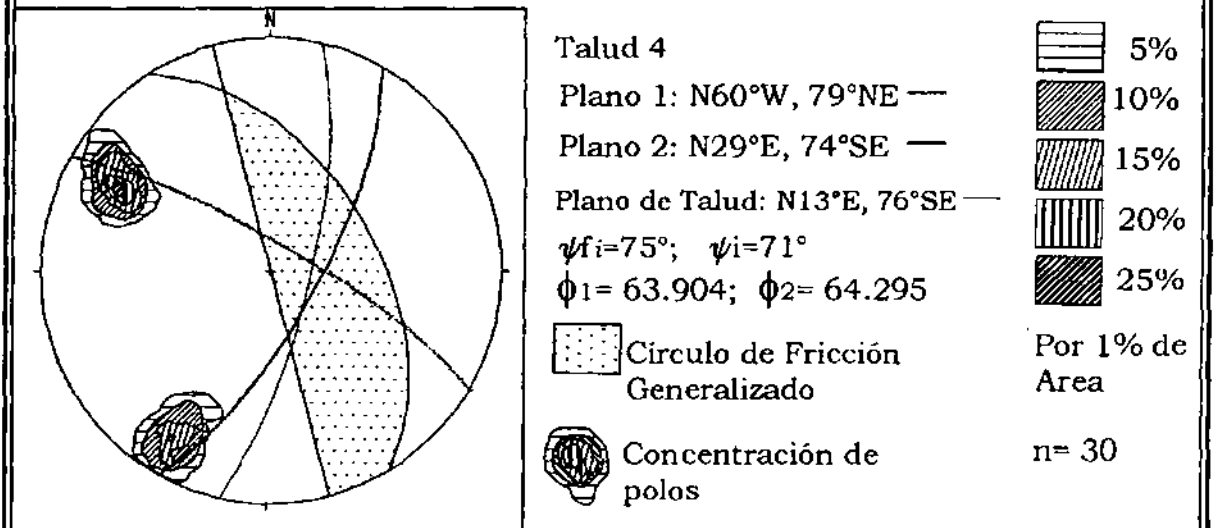 N
Talud 4
Plano 1: N60°W, 79°NE
Plano 2: N29°E, 74°SE
Plano de Talud: N13°E, 76°SE
ψfi=75°; ψi=71°
ϕ1= 63.904; ϕ2= 64.295
Círculo de Fricción
Generalizado
Concentración de
polos
5%
10%
15%
20%
25%
Por 1% de
Area
n= 30